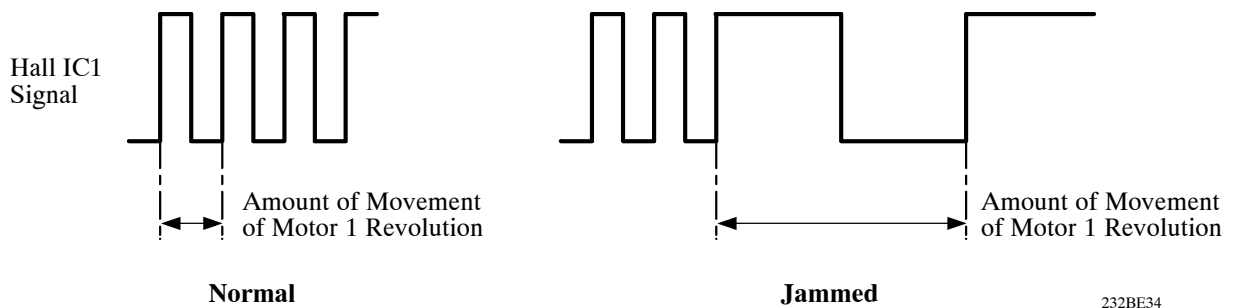 Hall IC1
Signal
Amount of Movement
of Motor 1 Revolution
Amount of Movement
of Motor 1 Revolution
Normal
Jammed
232BE34